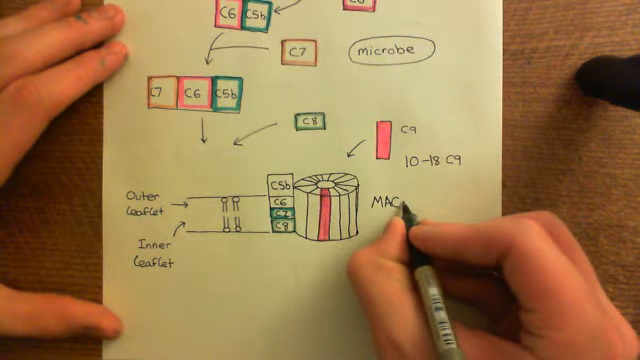 C6 C5b
C6
C7
microbe
C7 C6 C5b
C8
C9
10-18 C9
C5b
C6
C7
C8
Outer
leaflet
Inner
leaflet
MAC